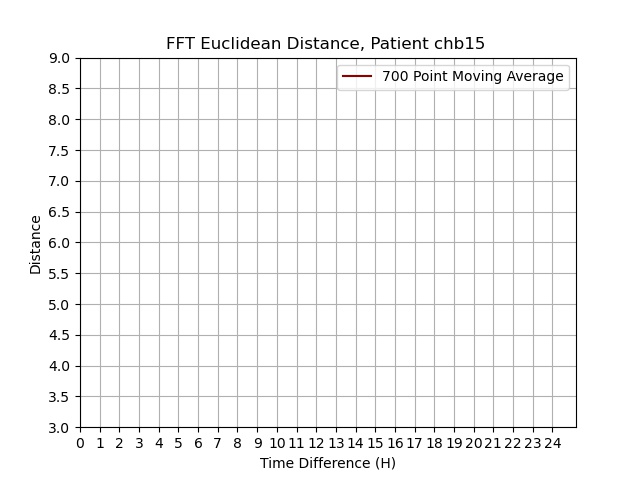 FFT Euclidean Distance, Patient chb15
700 Point Moving Average
9.0
8.5
8.0
7.5
7.0
6.5
6.0
5.5
5.0
4.5
4.0
3.5
3.0
Distance
0 1 2 3 4 5 6 7 8 9 10 11 12 13 14 15 16 17 18 19 20 21 22 23 24
Time Difference (H)